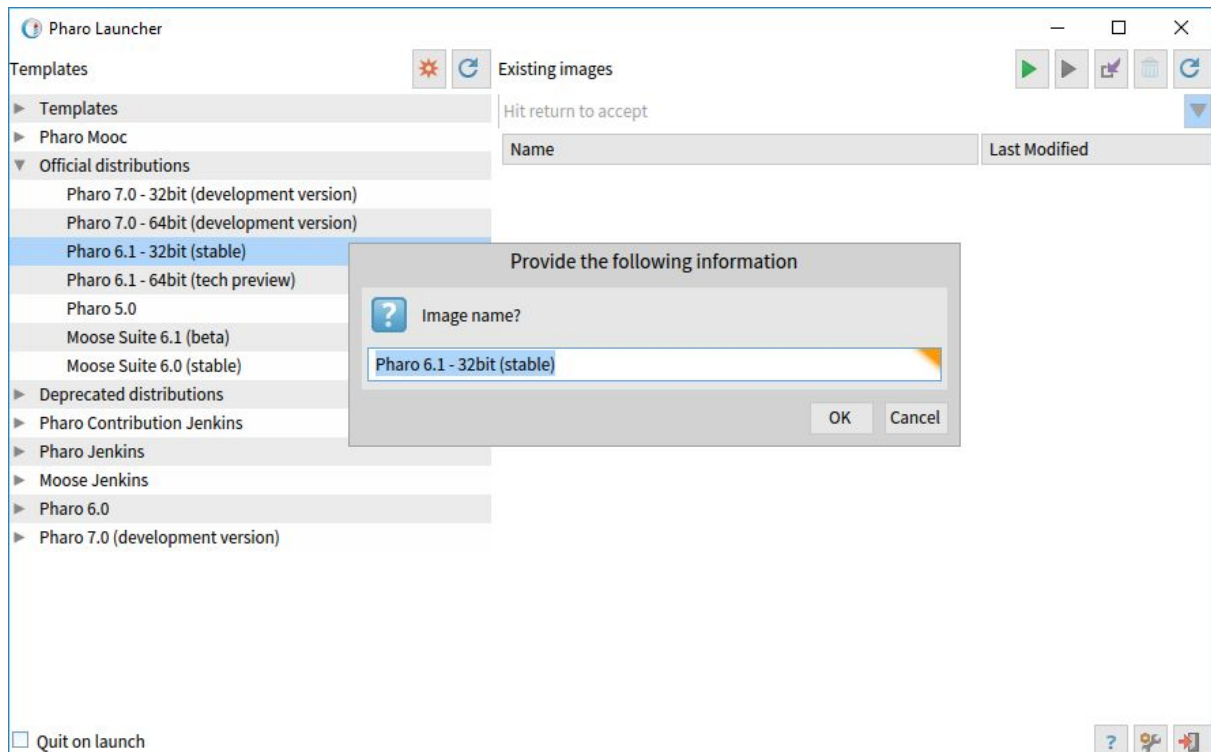 Pharo Launcher
Templates
Existing images
Templates
Pharo Mooc
Official distributions
Pharo 7.0 - 32bit (development version)
Pharo 7.0 - 64bit (development version)
Pharo 6.1 - 32bit (stable)
Pharo 6.1 - 64bit (tech preview)
Pharo 5.0
Moose Suite 6.1 (beta)
Moose Suite 6.0 (stable)
Deprecated distributions
Pharo Contribution Jenkins
Pharo Jenkins
Moose Jenkins
Pharo 6.0
Pharo 7.0 (development version)
Hit return to accept
Name
Last Modified
Provide the following information
?
Image name?
Pharo 6.1 - 32bit (stable)
OK
Cancel
Quit on launch
?